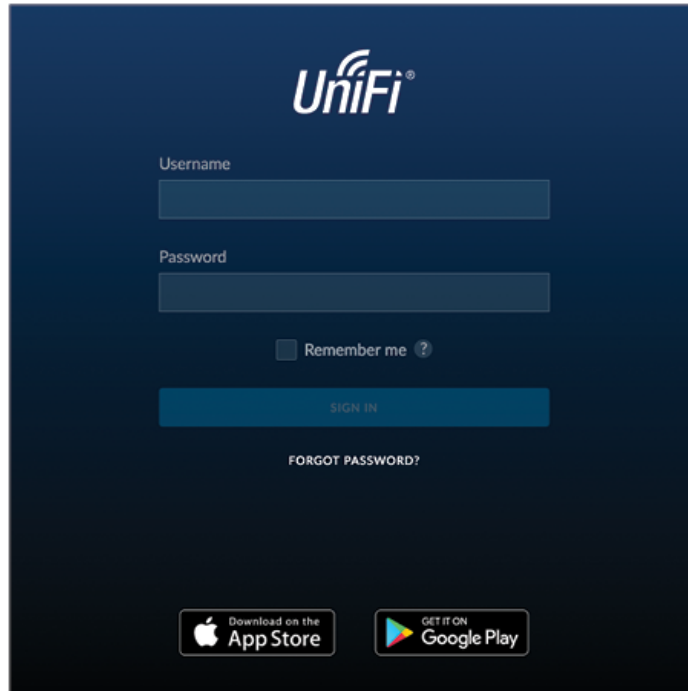 UniFi®
Username
Password
Remember me ?
SIGN IN
FORGOT PASSWORD?
Download on the
App Store
GET IT ON
Google Play